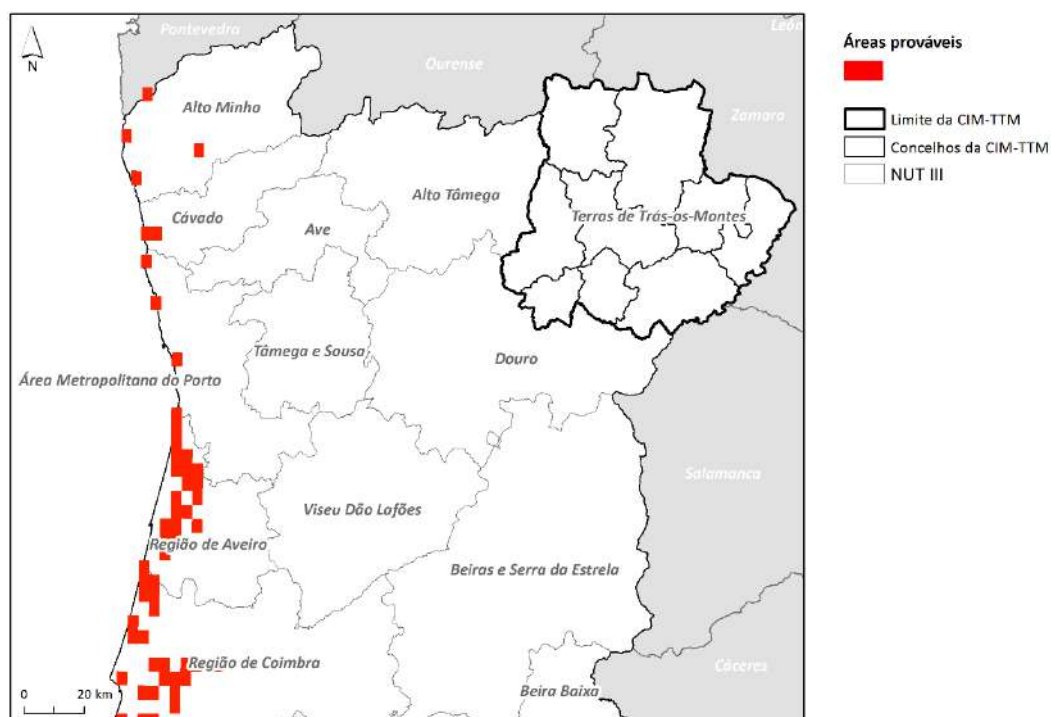 N
Pontevedra
Ourense
León
Zamora
Alto Minho
Alto Tâmega
Terras de Trás-os-Montes
Cávado
Ave
Tâmega e Sousa
Douro
Área Metropolitana do Porto
Salamanca
Viseu Dão Lafões
Região de Aveiro
Beiras e Serra da Estrela
Região de Coimbra
Beira Baixa
Cáceres
0 20 km
Áreas prováveis
Limite da CIM-TTM
Concelhos da CIM-TTM
NUT III